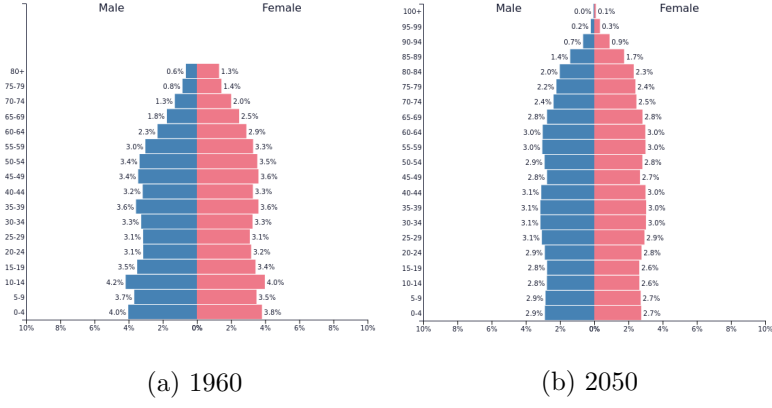 Male Female
80+ 0.6% 1.3%
75-79 0.8% 1.4%
70-74 1.3% 2.0%
65-69 1.8% 2.5%
60-64 2.3% 2.9%
55-59 3.0% 3.3%
50-54 3.4% 3.5%
45-49 3.4% 3.6%
40-44 3.2% 3.3%
35-39 3.6% 3.6%
30-34 3.3% 3.3%
25-29 3.1% 3.1%
20-24 3.1% 3.2%
15-19 3.5% 3.4%
10-14 4.2% 4.0%
5-9 3.7% 3.5%
0-4 4.0% 3.8%
10% 8% 6% 4% 2% 0% 2% 4% 6% 8% 10%
(a) 1960
Male Female
100+ 0.0% 0.1%
95-99 0.2% 0.3%
90-94 0.7% 0.9%
85-89 1.4% 1.7%
80-84 2.0% 2.3%
75-79 2.2% 2.4%
70-74 2.4% 2.5%
65-69 2.8% 2.8%
60-64 3.0% 3.0%
55-59 3.0% 3.0%
50-54 2.9% 2.8%
45-49 2.8% 2.7%
40-44 3.1% 3.0%
35-39 3.1% 3.0%
30-34 3.1% 3.0%
25-29 3.1% 2.9%
20-24 2.9% 2.8%
15-19 2.8% 2.6%
10-14 2.8% 2.6%
5-9 2.9% 2.7%
0-4 2.9% 2.7%
10% 8% 6% 4% 2% 0% 2% 4% 6% 8% 10%
(b) 2050